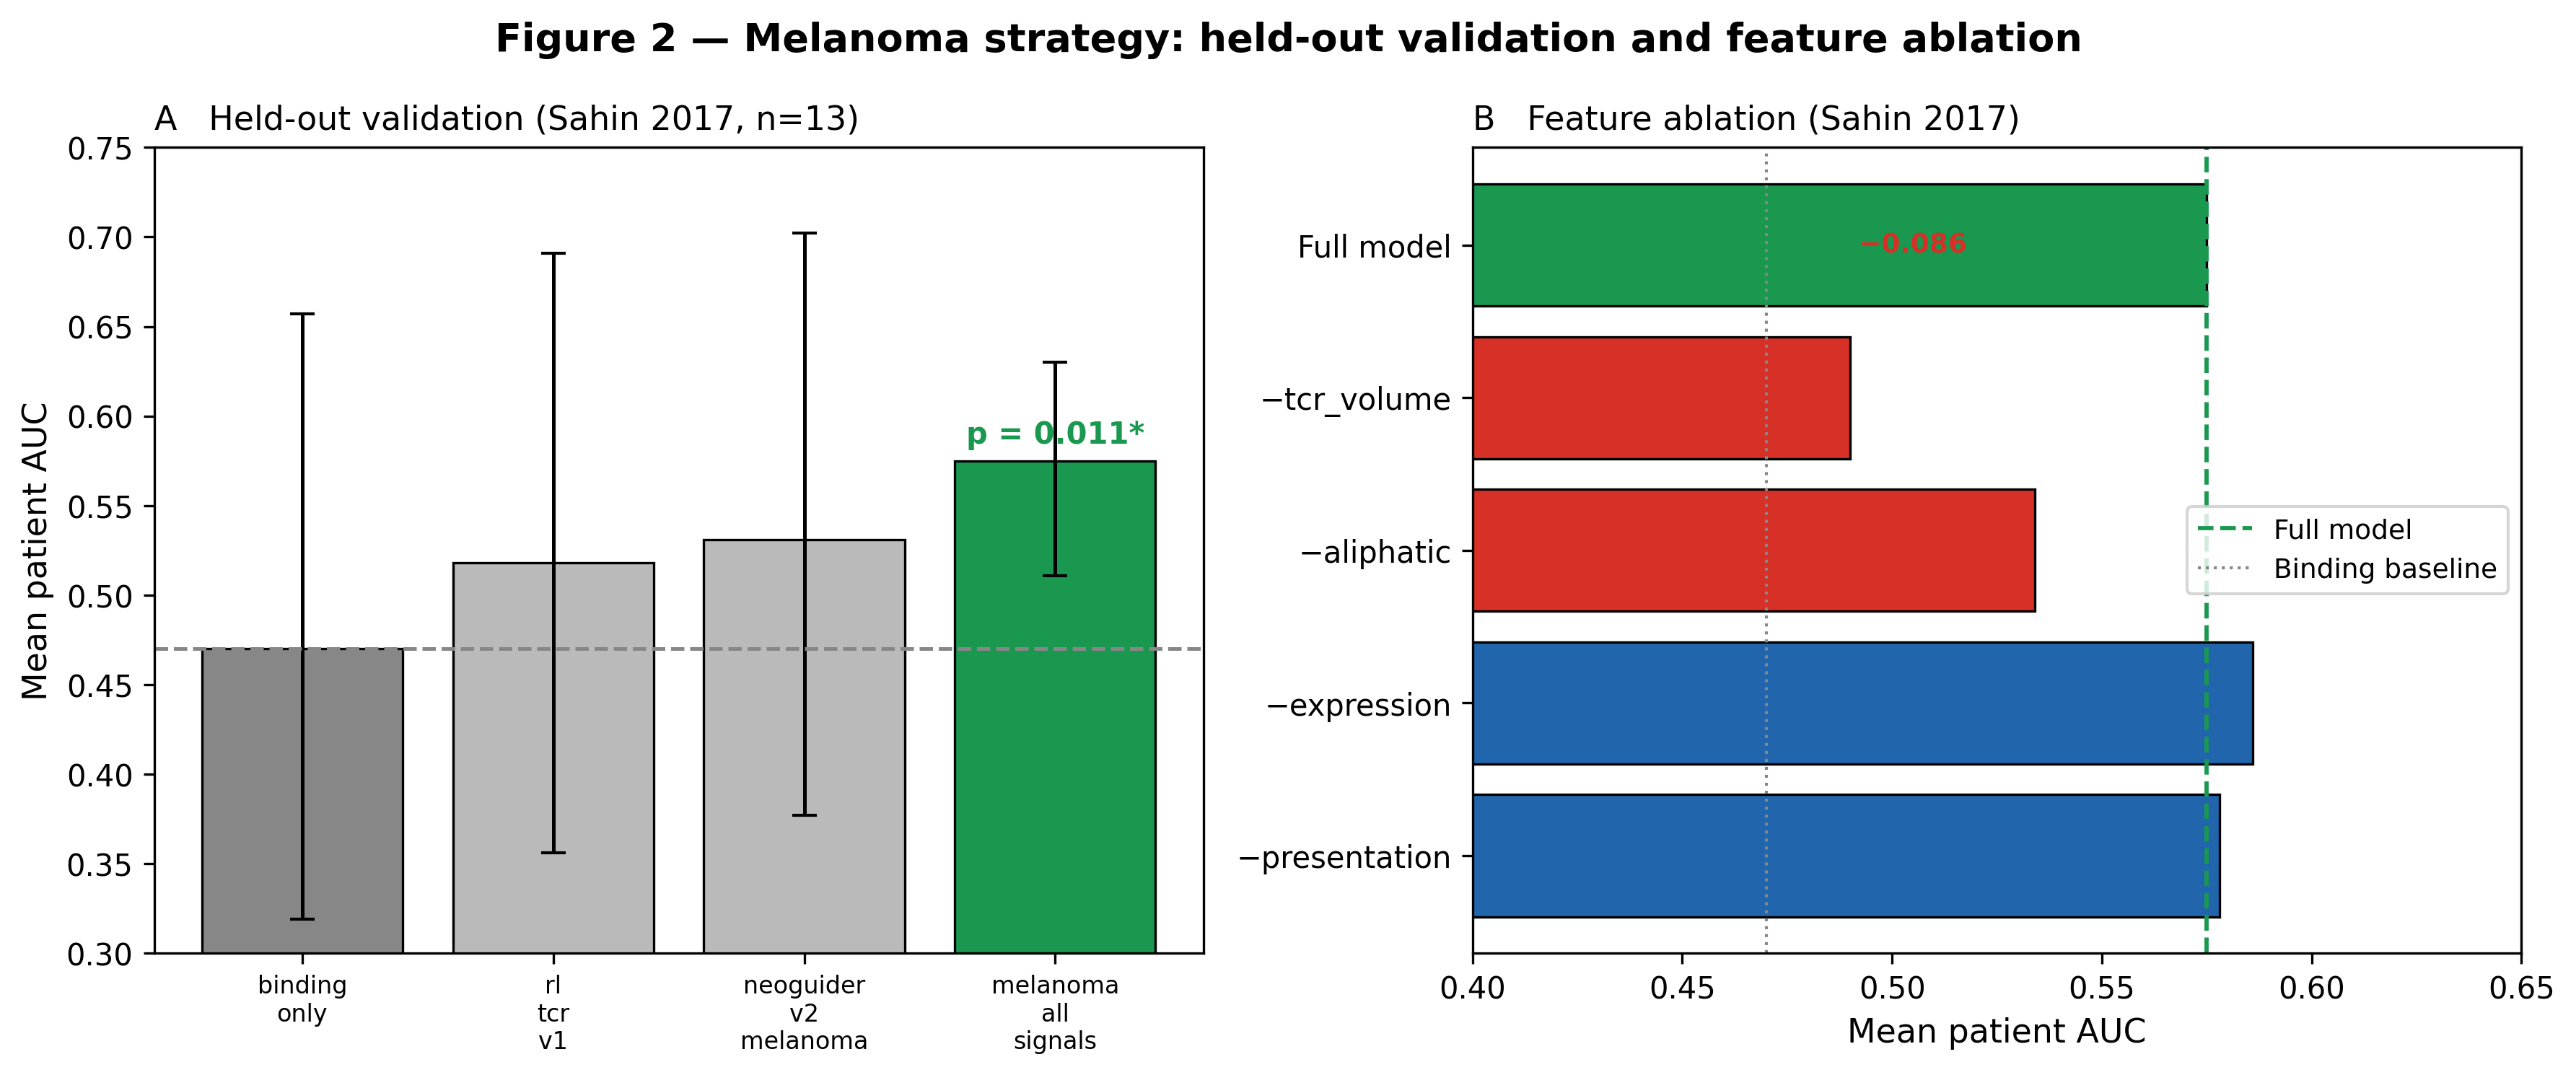 Figure 2 — Melanoma strategy: held-out validation and feature ablation
A Held-out validation (Sahin 2017, n=13)
Mean patient AUC
0.75
0.70
0.65
0.60
0.55
0.50
0.45
0.40
0.35
0.30
p = 0.011*
binding
only
rl
tcr
v1
neoguider
v2
melanoma
melanoma
all
signals
B Feature ablation (Sahin 2017)
Full model
−tcr_volume
−aliphatic
−expression
−presentation
−0.086
Full model
Binding baseline
0.40
0.45
0.50
0.55
0.60
0.65
Mean patient AUC